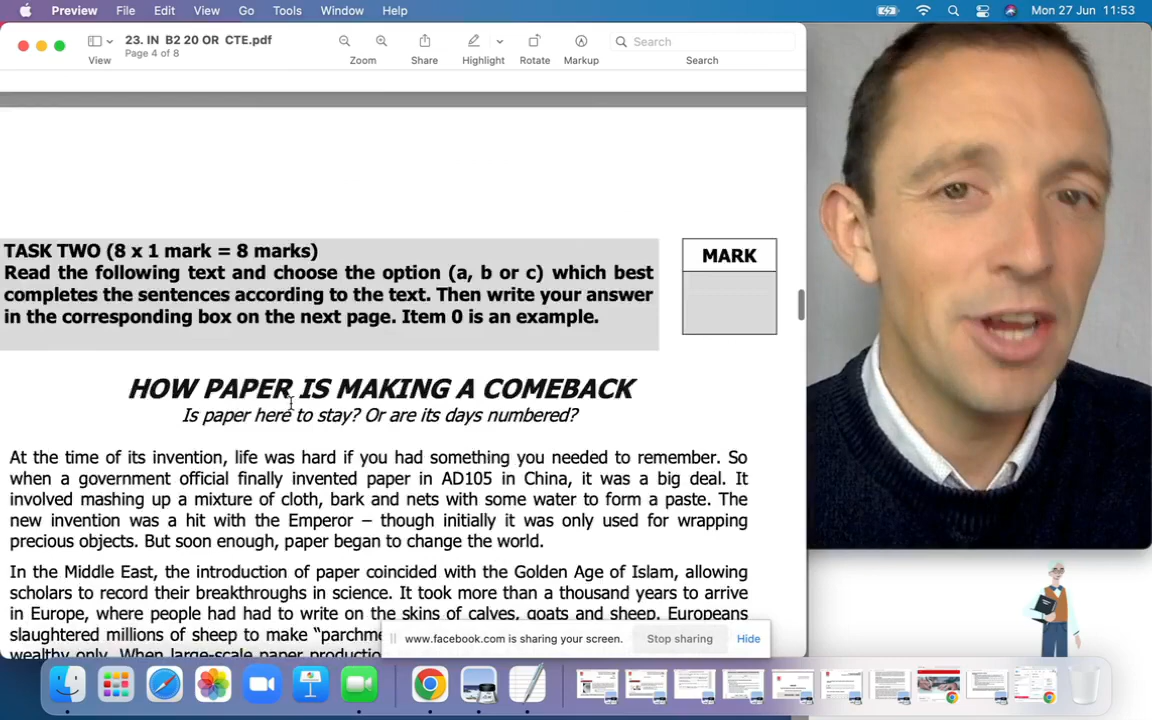 Preview File Edit View Go Tools Window Help Mon 27 Jun 11:53
23. IN B2 20 OR CTE.pdf
Page 4 of 8
Search
View Zoom Share Highlight Rotate Markup Search
TASK TWO (8 x 1 mark = 8 marks)
Read the following text and choose the option (a, b or c) which best
completes the sentences according to the text. Then write your answer
in the corresponding box on the next page. Item 0 is an example.
MARK
HOW PAPER IS MAKING A COMEBACK
Is paper here to stay? Or are its days numbered?
At the time of its invention, life was hard if you had something you needed to remember. So
when a government official finally invented paper in AD105 in China, it was a big deal. It
involved mashing up a mixture of cloth, bark and nets with some water to form a paste. The
new invention was a hit with the Emperor – though initially it was only used for wrapping
precious objects. But soon enough, paper began to change the world.
In the Middle East, the introduction of paper coincided with the Golden Age of Islam, allowing
scholars to record their breakthroughs in science. It took more than a thousand years to arrive
in Europe, where people had had to write on the skins of calves, goats and sheep. Europeans
slaughtered millions of sheep to make "parchme
wealthy only. When large-scale paper productio
www.facebook.com is sharing your screen. Stop sharing Hide